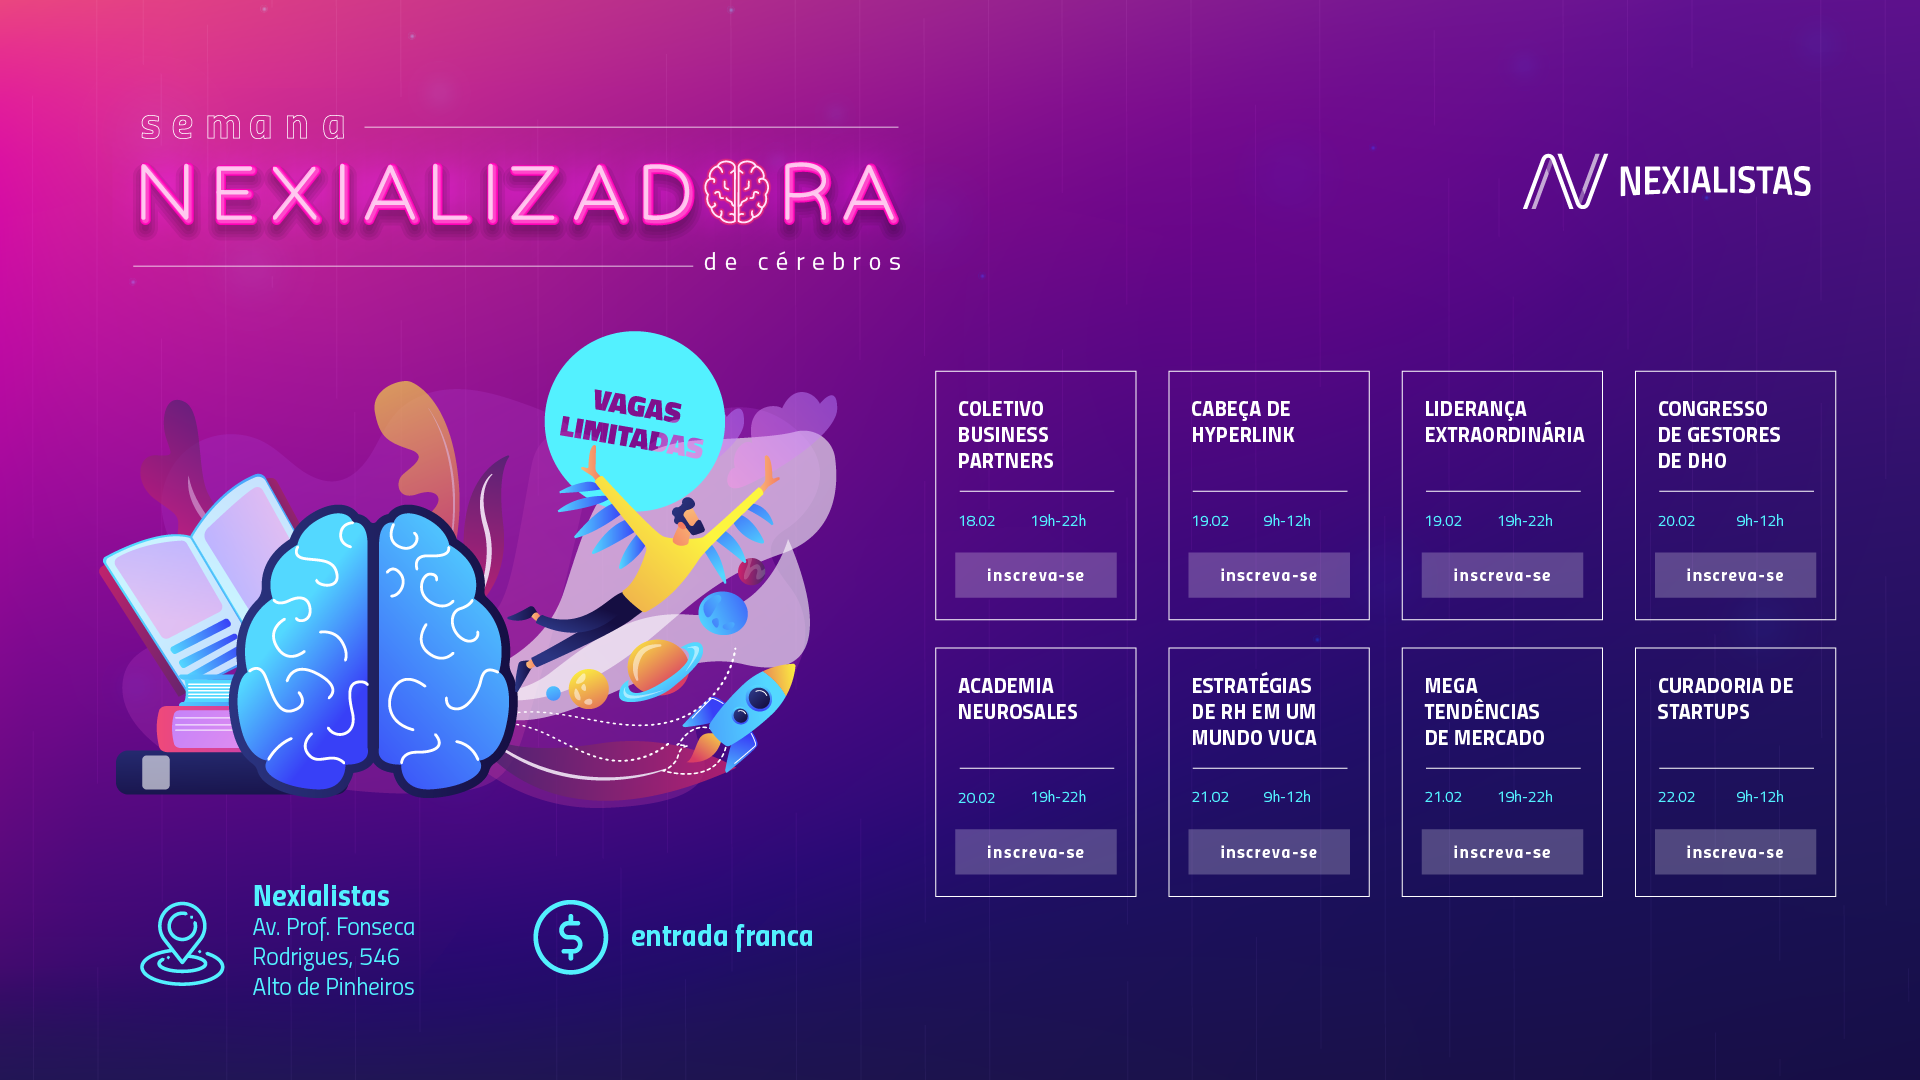 semana
NEXIALIZADORA
de cérebros
NEXIALISTAS
VAGAS
LIMITADAS
COLETIVO
BUSINESS
PARTNERS
18.02 19h-22h
inscreva-se
CABEÇA DE
HYPERLINK
19.02 9h-12h
inscreva-se
LIDERANÇA
EXTRAORDINÁRIA
19.02 19h-22h
inscreva-se
CONGRESSO
DE GESTORES
DE DHO
20.02 9h-12h
inscreva-se
ACADEMIA
NEUROSALES
20.02 19h-22h
inscreva-se
ESTRATÉGIAS
DE RH EM UM
MUNDO VUCA
21.02 9h-12h
inscreva-se
MEGA
TENDÊNCIAS
DE MERCADO
21.02 19h-22h
inscreva-se
CURADORIA DE
STARTUPS
22.02 9h-12h
inscreva-se
Nexialistas
Av. Prof. Fonseca
Rodrigues, 546
Alto de Pinheiros
$
entrada franca